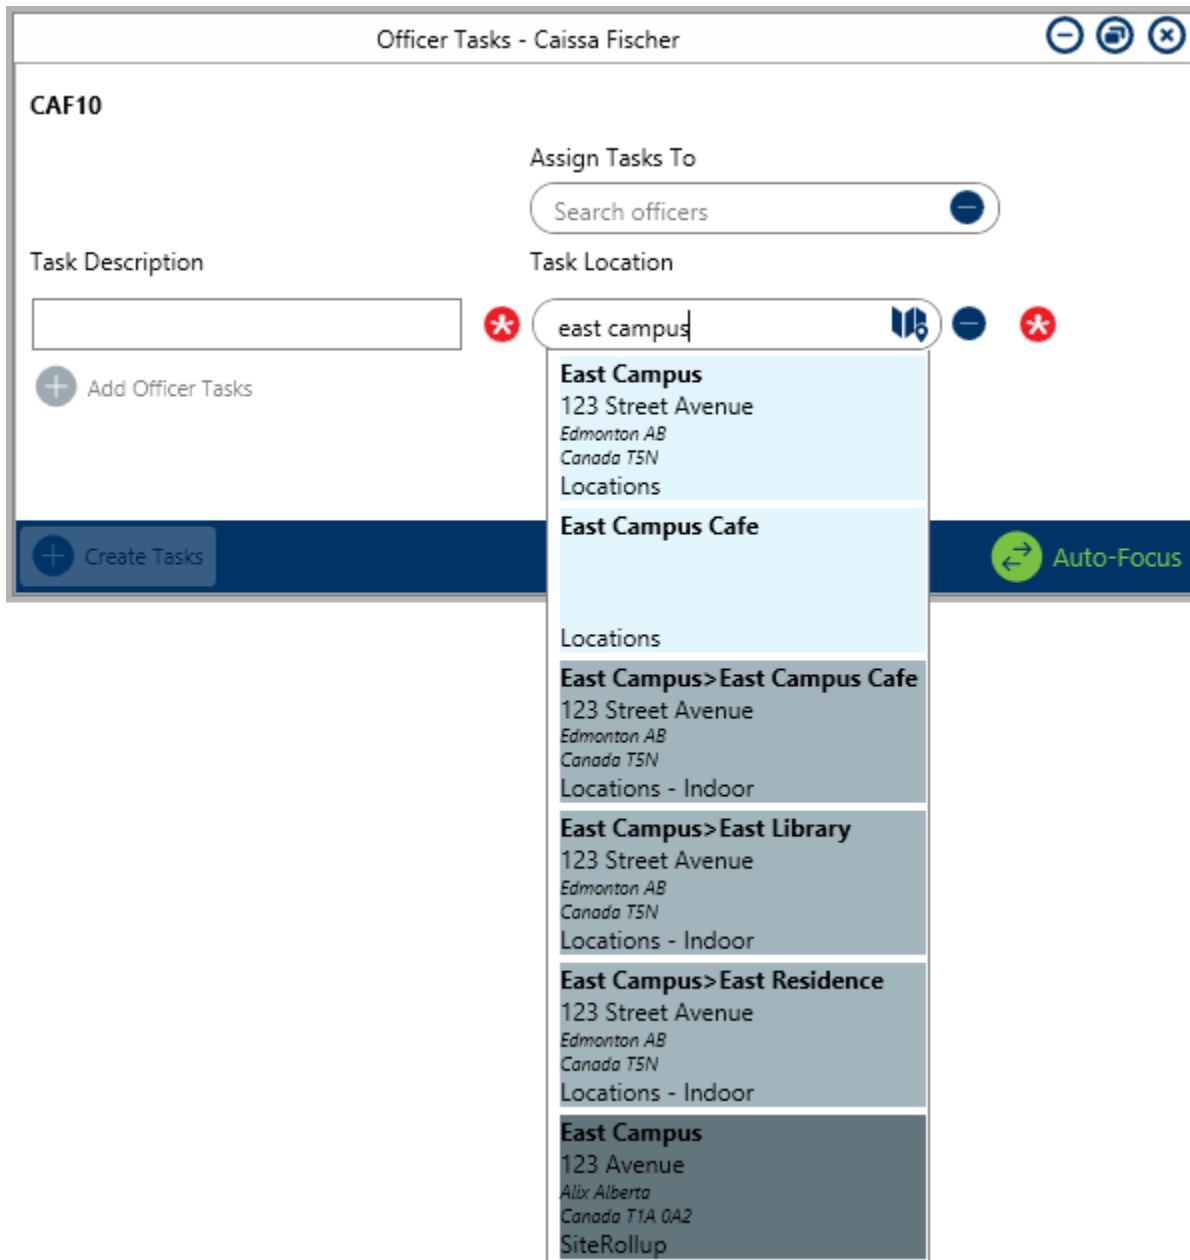 Officer Tasks - Caissa Fischer
CAF10
Assign Tasks To
Search officers
Task Description
Task Location
east campus
Add Officer Tasks
East Campus
123 Street Avenue
Edmonton AB
Canada T5N
Locations
East Campus Cafe
Locations
Create Tasks
Auto-Focus
East Campus>East Campus Cafe
123 Street Avenue
Edmonton AB
Canada T5N
Locations - Indoor
East Campus>East Library
123 Street Avenue
Edmonton AB
Canada T5N
Locations - Indoor
East Campus>East Residence
123 Street Avenue
Edmonton AB
Canada T5N
Locations - Indoor
East Campus
123 Avenue
Alix Alberta
Canada T1A 0A2
SiteRollup